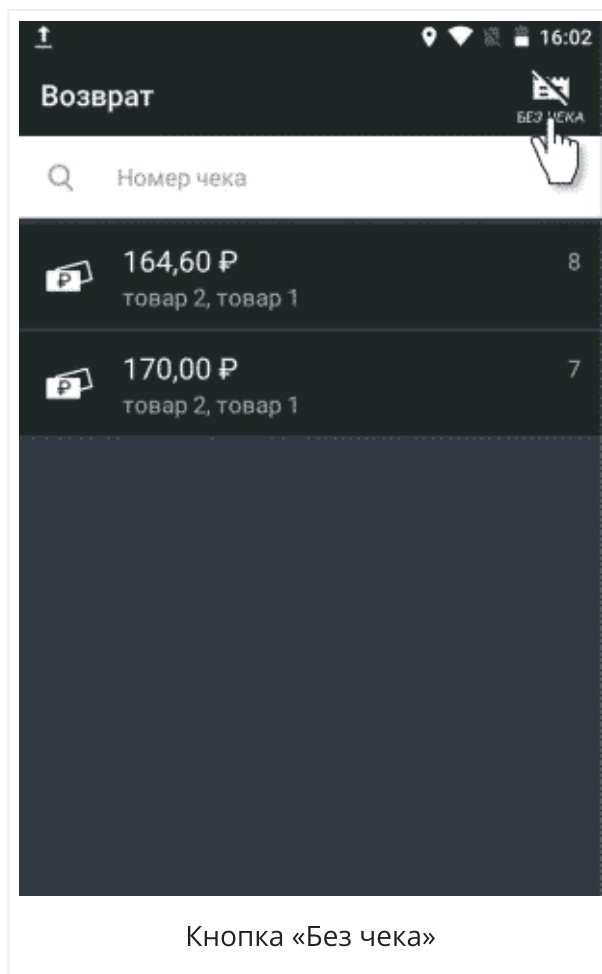 16:02
Возврат
БЕЗ ЧЕКА
Номер чека
164,60 ₽ 8
товар 2, товар 1
170,00 ₽ 7
товар 2, товар 1
Кнопка «Без чека»